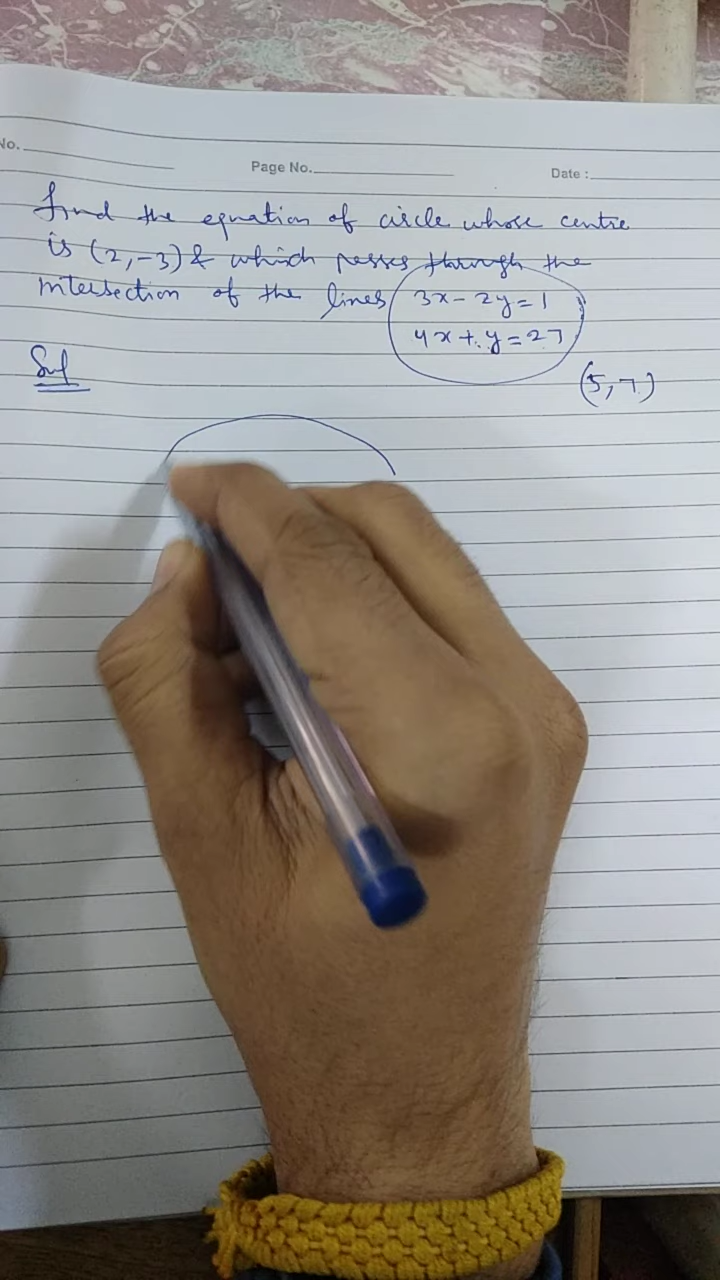 No.
Page No.
Date :
find the equation of circle whose centre
is (2,-3) & which passes through the
intersection of the lines 3x - 2y = 1
4x + y = 27
Sol
(5,7)